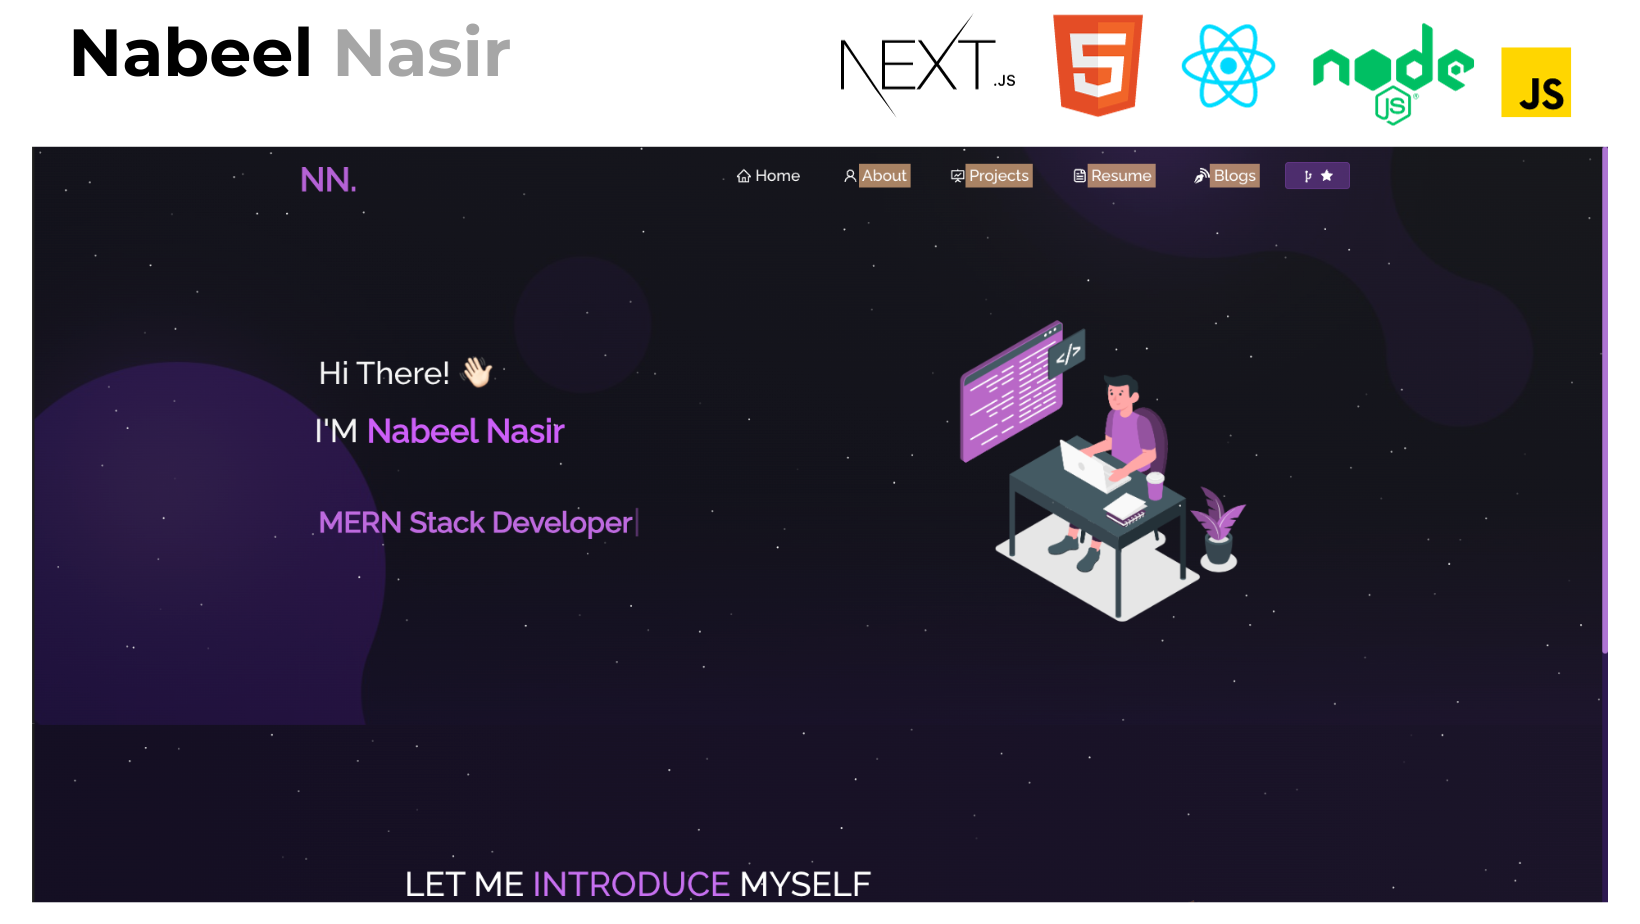 Nabeel Nasir
NEXT.JS
5
node
JS
JS
NN.
Home
About
Projects
Resume
Blogs
Hi There! 👋🏻
I'M Nabeel Nasir
MERN Stack Developer
</>
LET ME INTRODUCE MYSELF